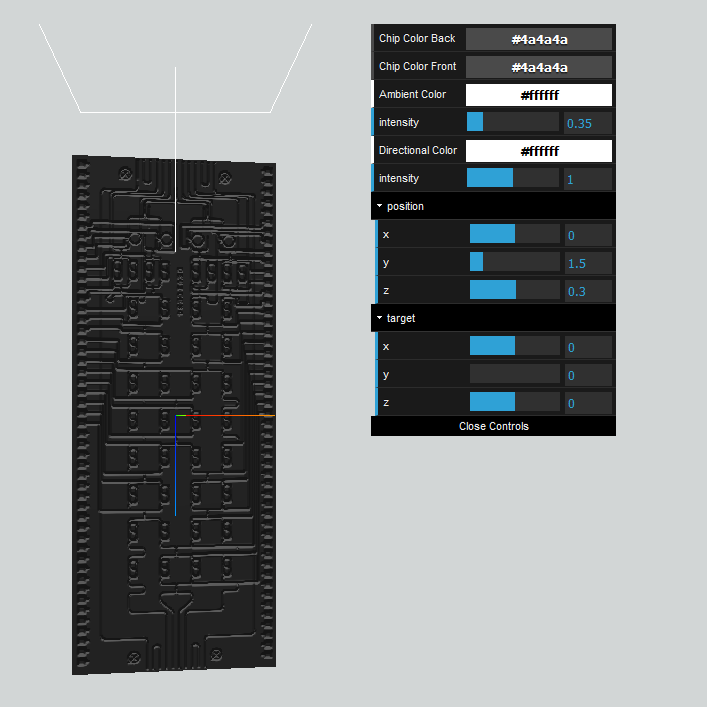 Chip Color Back #4a4a4a
Chip Color Front #4a4a4a
Ambient Color #ffffff
intensity 0.35
Directional Color #ffffff
intensity 1
position
x 0
y 1.5
z 0.3
target
x 0
y 0
z 0
Close Controls